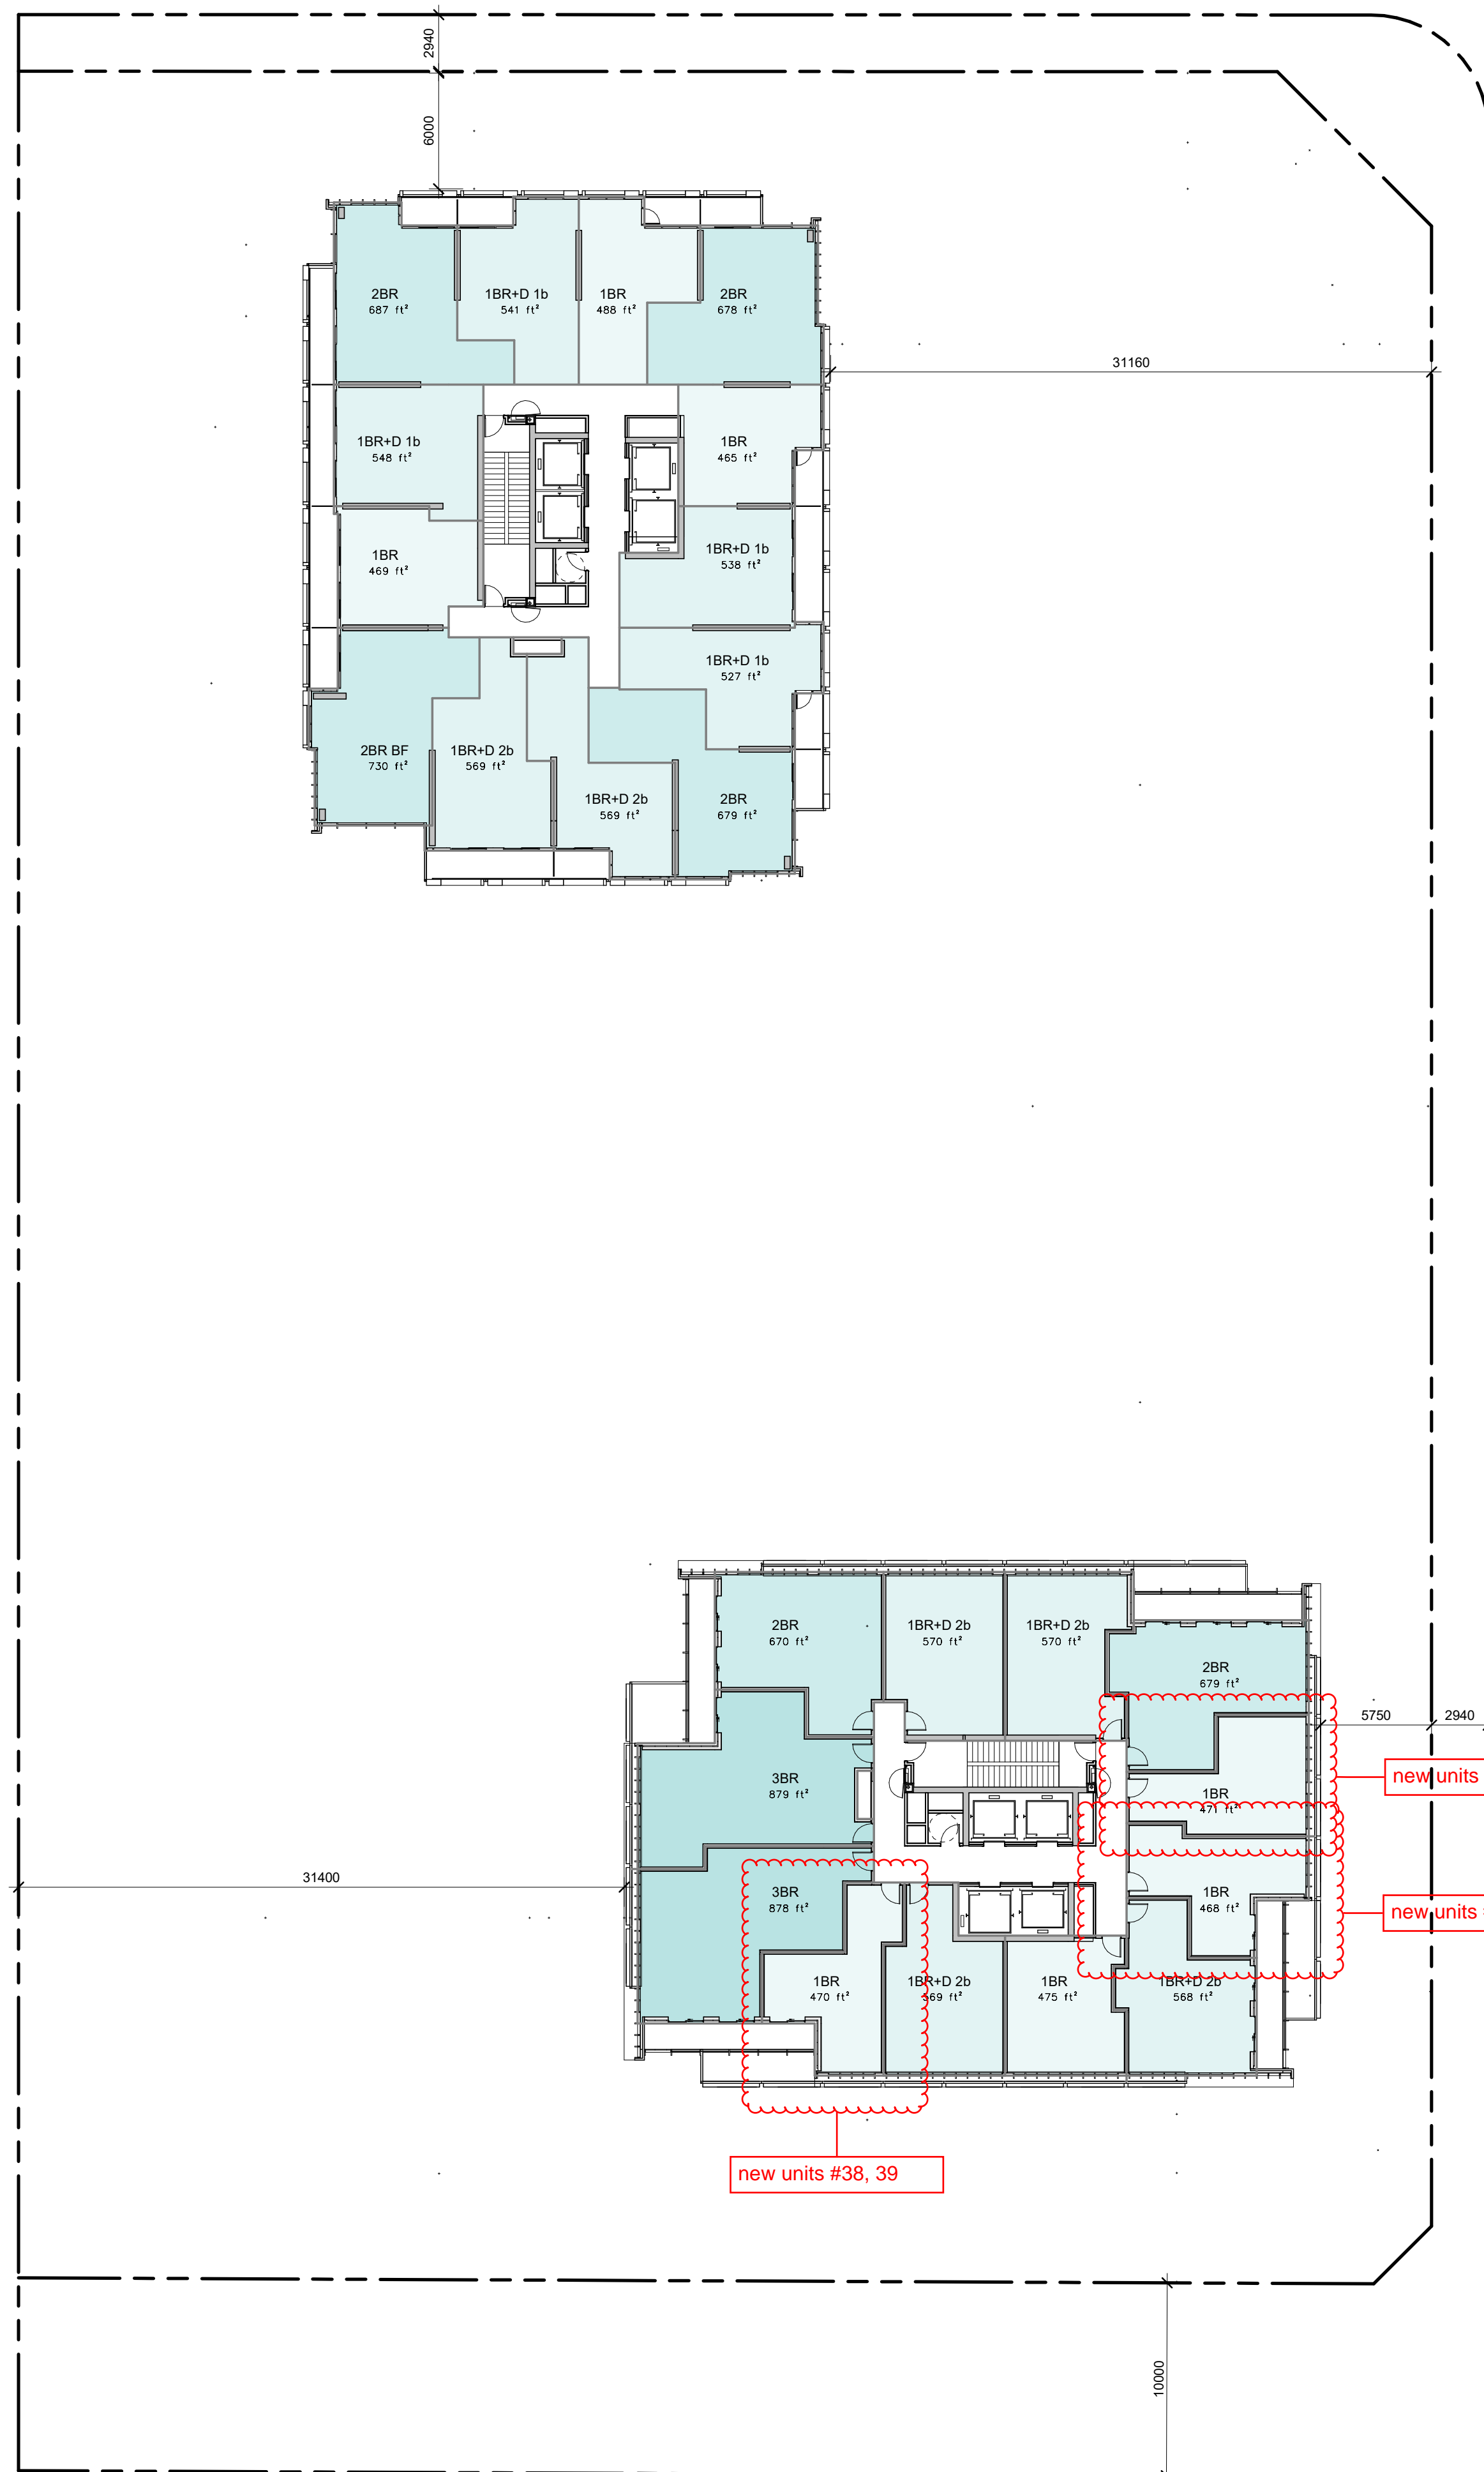 2940
6000
2BR
687 ft²
1BR+D 1b
541 ft²
1BR
488 ft²
2BR
678 ft²
31160
1BR+D 1b
548 ft²
1BR
465 ft²
1BR
469 ft²
1BR+D 1b
538 ft²
1BR+D 1b
527 ft²
2BR BF
730 ft²
1BR+D 2b
569 ft²
1BR+D 2b
569 ft²
2BR
679 ft²
2BR
670 ft²
1BR+D 2b
570 ft²
1BR+D 2b
570 ft²
2BR
679 ft²
5750
2940
3BR
879 ft²
new units
1BR
471 ft²
31400
3BR
878 ft²
1BR
468 ft²
new units
1BR
470 ft²
1BR+D 2b
569 ft²
1BR
475 ft²
1BR+D 2b
568 ft²
new units #38, 39
10000